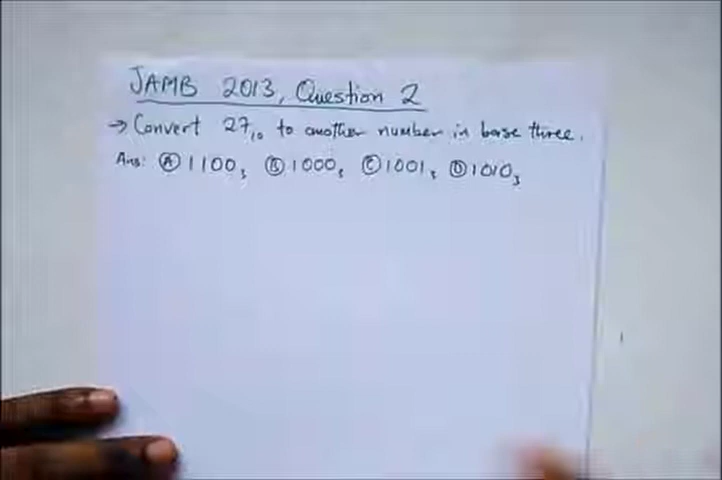 JAMB 2013, Question 2
→ Convert 27₁₀ to another number in base three.
Ans: Ⓐ 1100₃ Ⓑ 1000₃ Ⓒ 1001₃ Ⓓ 1010₃